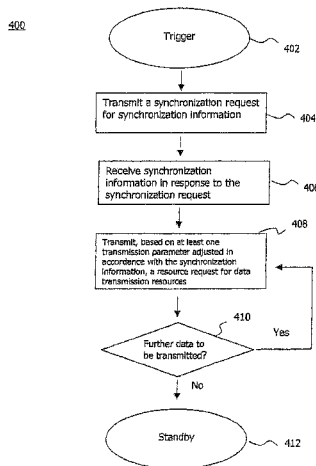 400
Trigger
402
Transmit a synchronization request
for synchronization information
404
Receive synchronization
information in response to the
synchronization request
406
408
Transmit, based on at least one
transmission parameter adjusted in
accordance with the synchronization
information, a resource request for data
transmission resources
410
Further data to
be transmitted?
Yes
No
Standby
412